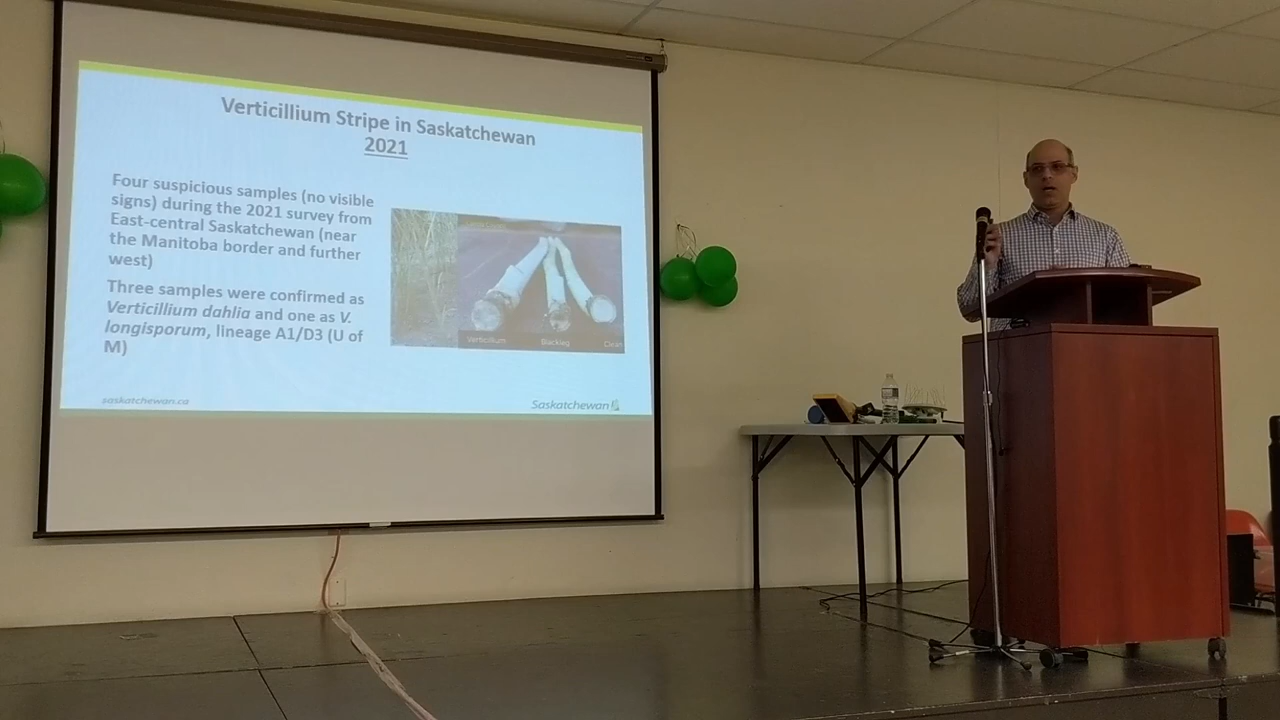 Verticillium Stripe in Saskatchewan
2021
Four suspicious samples (no visible
signs) during the 2021 survey from
East-central Saskatchewan (near
the Manitoba border and further
west)
Three samples were confirmed as
Verticillium dahlia and one as V.
longisporum, lineage A1/D3 (U of
M)
Verticillium
Blackleg
Clean
saskatchewan.ca
Saskatchewan